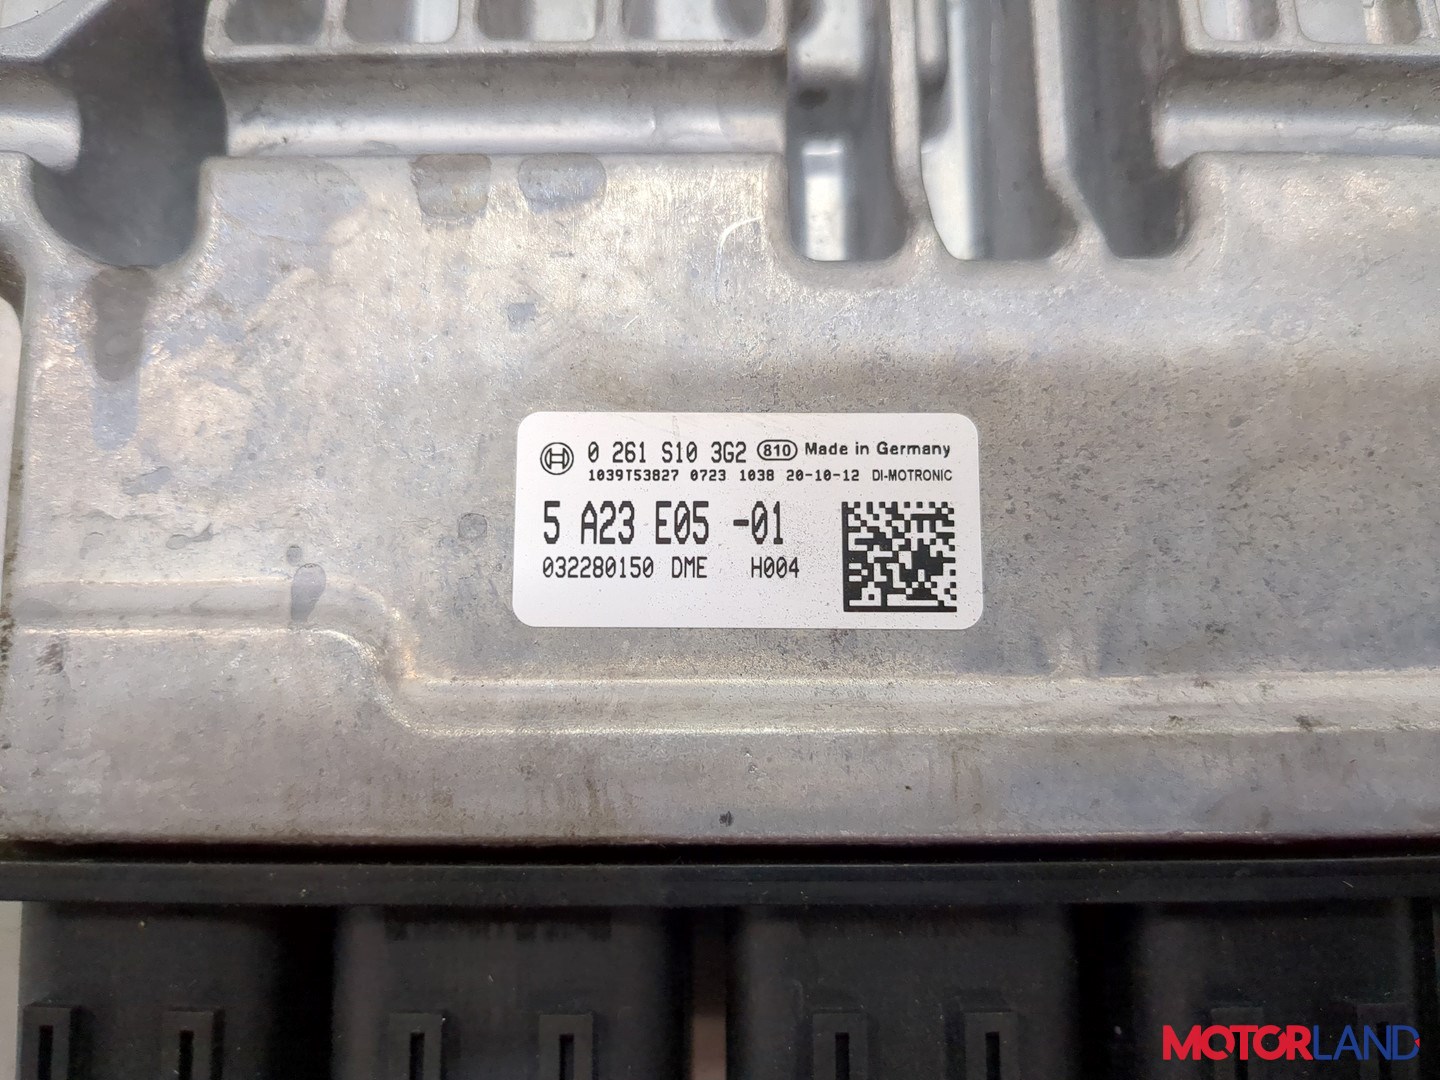 0 261 S10 3G2 810 Made in Germany
1039T53827 0723 1038 20-10-12 DI-MOTRONIC
5 A23 E05 -01
032280150 DME H004
MOTORLAND